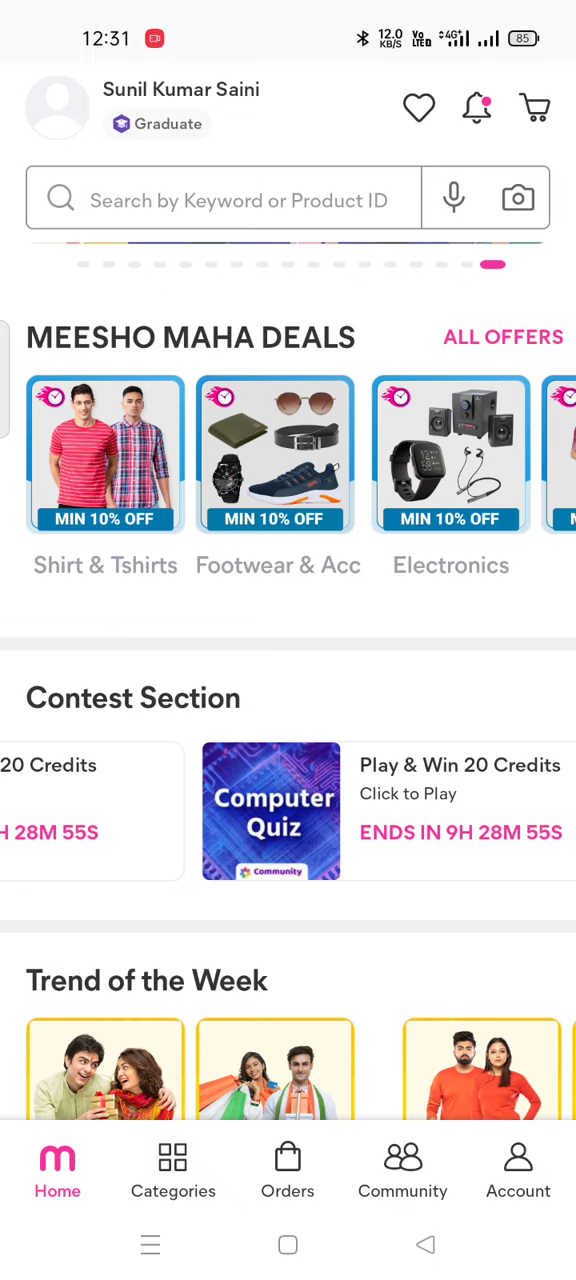 12:31
12.0 KB/S
Vo LTED
4G
85
Sunil Kumar Saini
Graduate
Search by Keyword or Product ID
MEESHO MAHA DEALS
ALL OFFERS
MIN 10% OFF
MIN 10% OFF
MIN 10% OFF
Shirt & Tshirts
Footwear & Acc
Electronics
Contest Section
20 Credits
H 28M 55S
Computer
Quiz
Community
Play & Win 20 Credits
Click to Play
ENDS IN 9H 28M 55S
Trend of the Week
Home
Categories
Orders
Community
Account